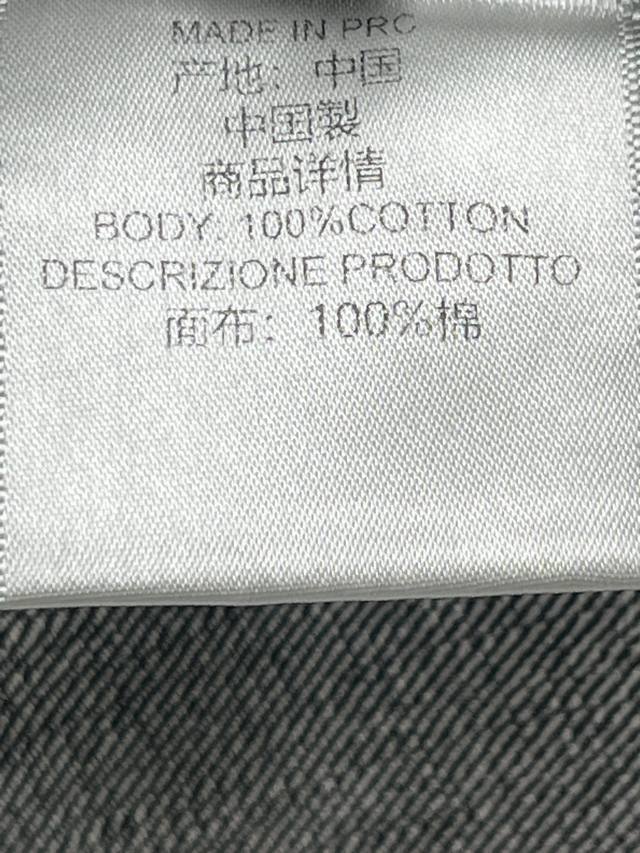 MADE IN PRC
产地：中国
中国製
商品详情
BODY. 100%COTTON
DESCRIZIONE PRODOTTO
面布：100%棉